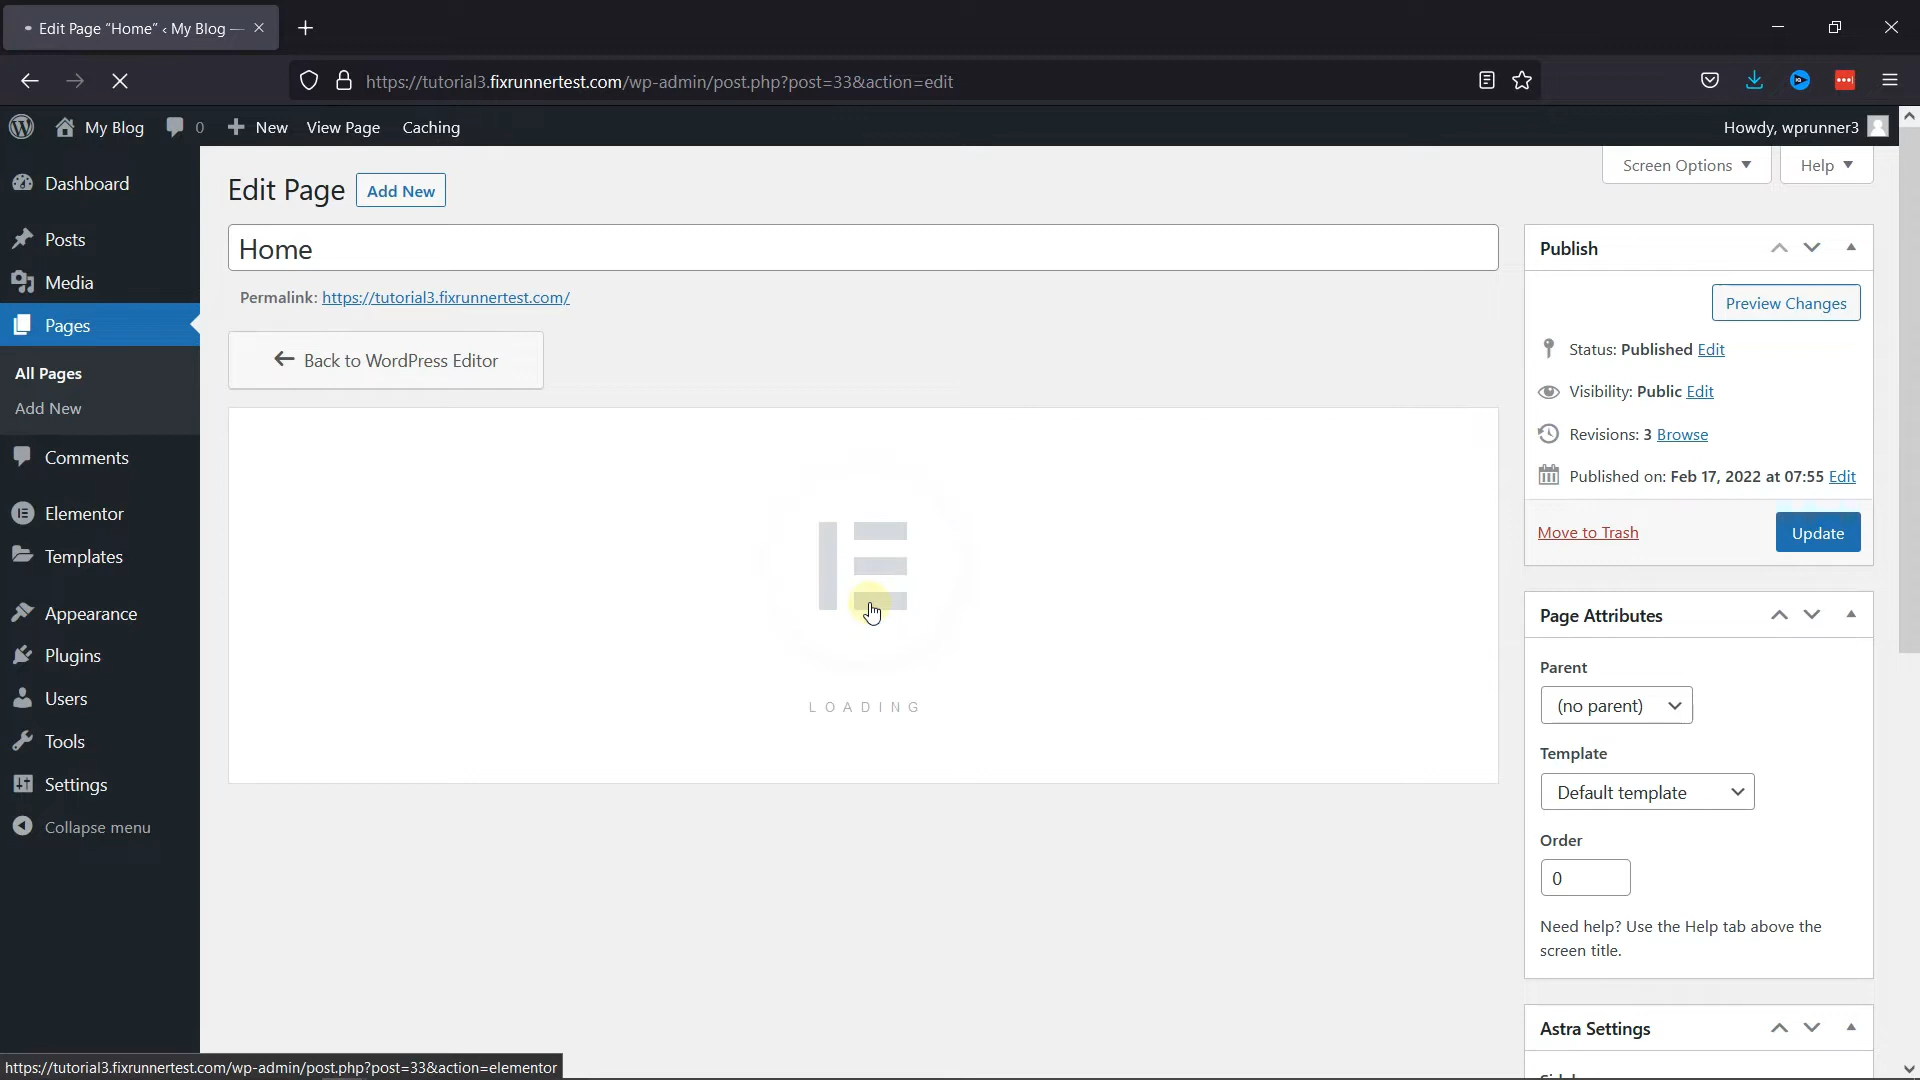 Edit Page “Home” ‹ My Blog —
https://tutorial3.fixrunnertest.com/wp-admin/post.php?post=33&action=edit
My Blog
0
New
View Page
Caching
Howdy, wprunner3
Dashboard
Posts
Media
Pages
All Pages
Add New
Comments
Elementor
Templates
Appearance
Plugins
Users
Tools
Settings
Collapse menu
Screen Options
Help
Edit Page
Add New
Home
Permalink: https://tutorial3.fixrunnertest.com/
Back to WordPress Editor
LOADING
Publish
Preview Changes
Status: Published Edit
Visibility: Public Edit
Revisions: 3 Browse
Published on: Feb 17, 2022 at 07:55 Edit
Move to Trash
Update
Page Attributes
Parent
(no parent)
Template
Default template
Order
0
Need help? Use the Help tab above the
screen title.
Astra Settings
https://tutorial3.fixrunnertest.com/wp-admin/post.php?post=33&action=elementor